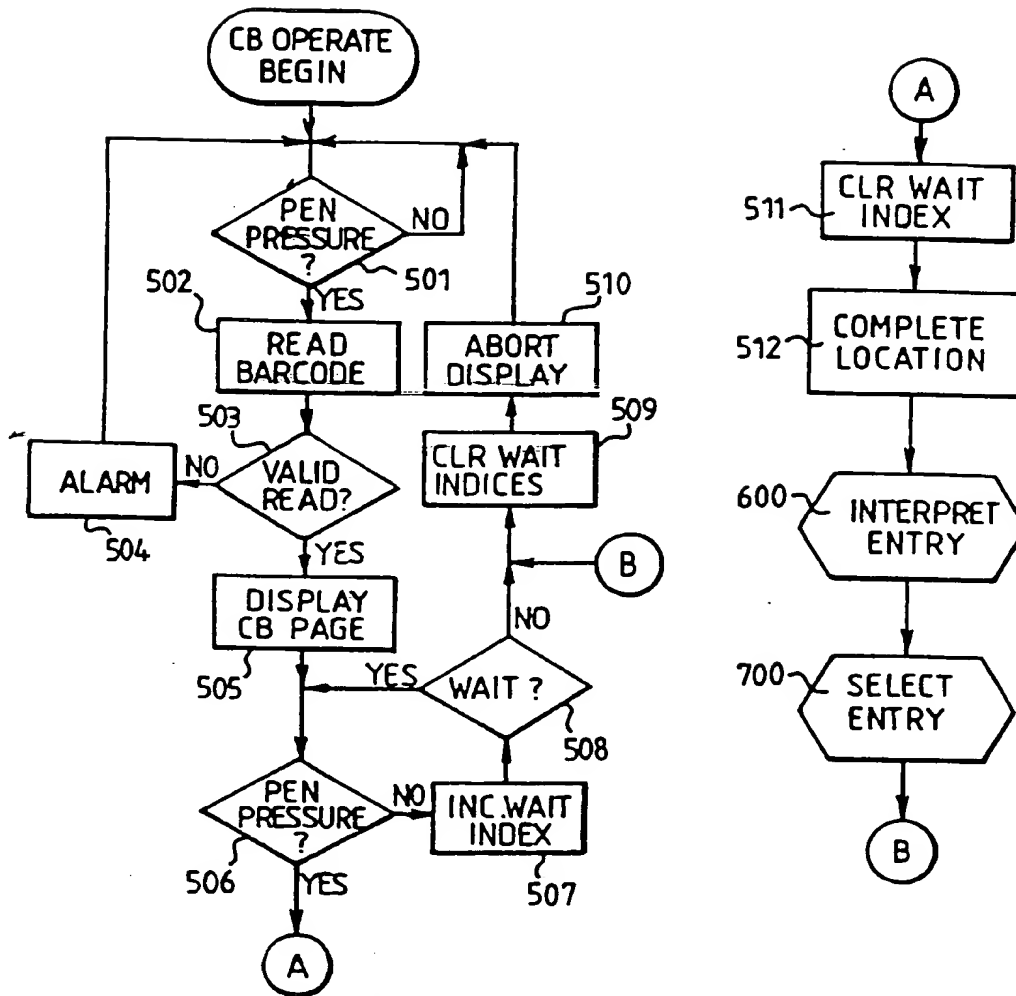 CB OPERATE
BEGIN
PEN
PRESSURE
?
NO
501
YES
502
READ
BARCODE
503
VALID
READ?
NO
ALARM
504
YES
DISPLAY
CB PAGE
505
PEN
PRESSURE
?
506
NO
YES
A
INC.WAIT
INDEX
507
WAIT ?
508
YES
NO
B
CLR WAIT
INDICES
509
ABORT
DISPLAY
510
A
511
CLR WAIT
INDEX
512
COMPLETE
LOCATION
600
INTERPRET
ENTRY
700
SELECT
ENTRY
B